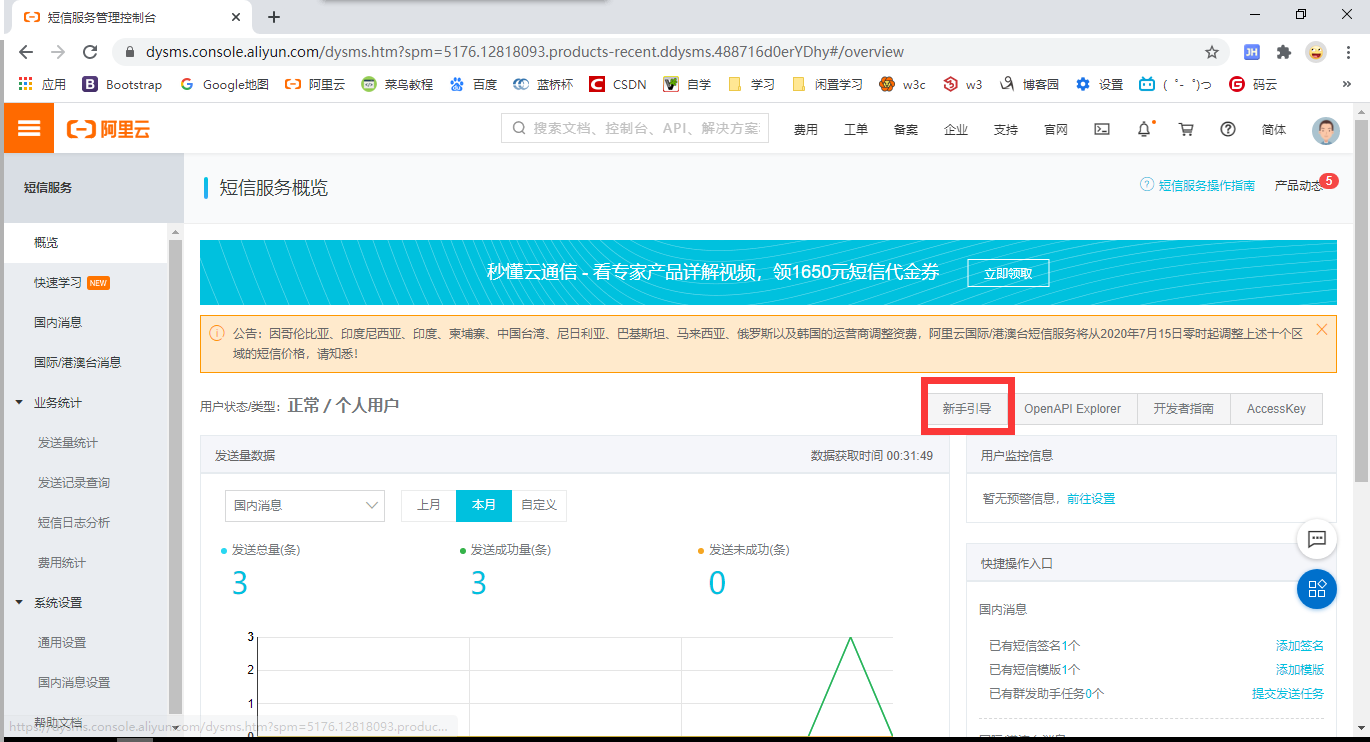 短信服务管理控制台
dysms.console.aliyun.com/dysms.htm?spm=5176.12818093.products-recent.ddysms.488716d0erYDhy#/overview
JH
应用 B Bootstrap Google地图 阿里云 菜鸟教程 百度 蓝桥杯 CSDN 自学 学习 闲置学习 w3c w3 博客园 设置 ( ゜- ゜)つ 码云 »
阿里云 搜索文档、控制台、API、解决方案 费用 工单 备案 企业 支持 官网 简体
短信服务
短信服务概览
短信服务操作指南 产品动态 5
概览
快速学习 NEW
国内消息
国际/港澳台消息
业务统计
发送量统计
发送记录查询
短信日志分析
费用统计
系统设置
通用设置
国内消息设置
帮助文档
秒懂云通信 - 看专家产品详解视频，领1650元短信代金券 立即领取
公告：因哥伦比亚、印度尼西亚、印度、柬埔寨、中国台湾、尼日利亚、巴基斯坦、马来西亚、俄罗斯以及韩国的运营商调整资费，阿里云国际/港澳台短信服务将从2020年7月15日零时起调整上述十个区
域的短信价格，请知悉！
用户状态/类型： 正常 / 个人用户
新手引导 OpenAPI Explorer 开发者指南 AccessKey
发送量数据 数据获取时间 00:31:49
国内消息 上月 本月 自定义
发送总量(条) 发送成功量(条) 发送未成功(条)
3 3 0
3
2
1
0
用户监控信息
暂无预警信息，前往设置
快捷操作入口
国内消息
已有短信签名1个 添加签名
已有短信模版1个 添加模版
已有群发助手任务0个 提交发送任务
国际/港澳台消息
https://dysms.console.aliyun.com/dysms.htm?spm=5176.12818093.produc...